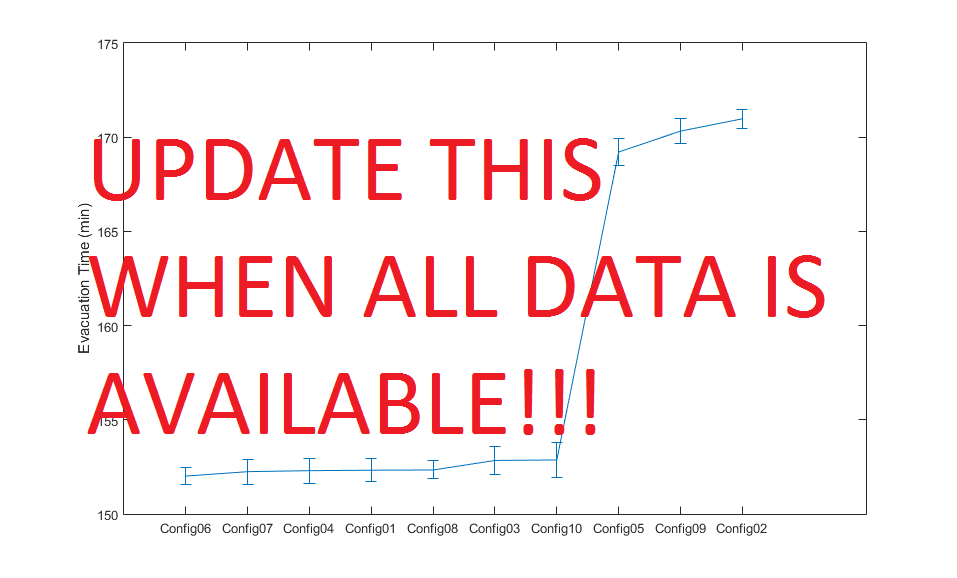 175
170
165
160
155
150
Evacuation Time (min)
UPDATE THIS
WHEN ALL DATA IS
AVAILABLE!!!
Config06 Config07 Config04 Config01 Config08 Config03 Config10 Config05 Config09 Config02